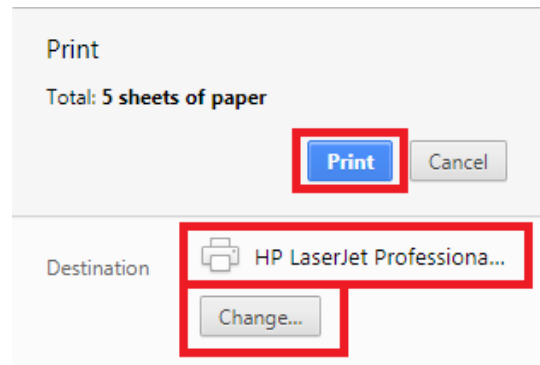 Print
Total: 5 sheets of paper
Print Cancel
Destination HP LaserJet Professiona...
Change...